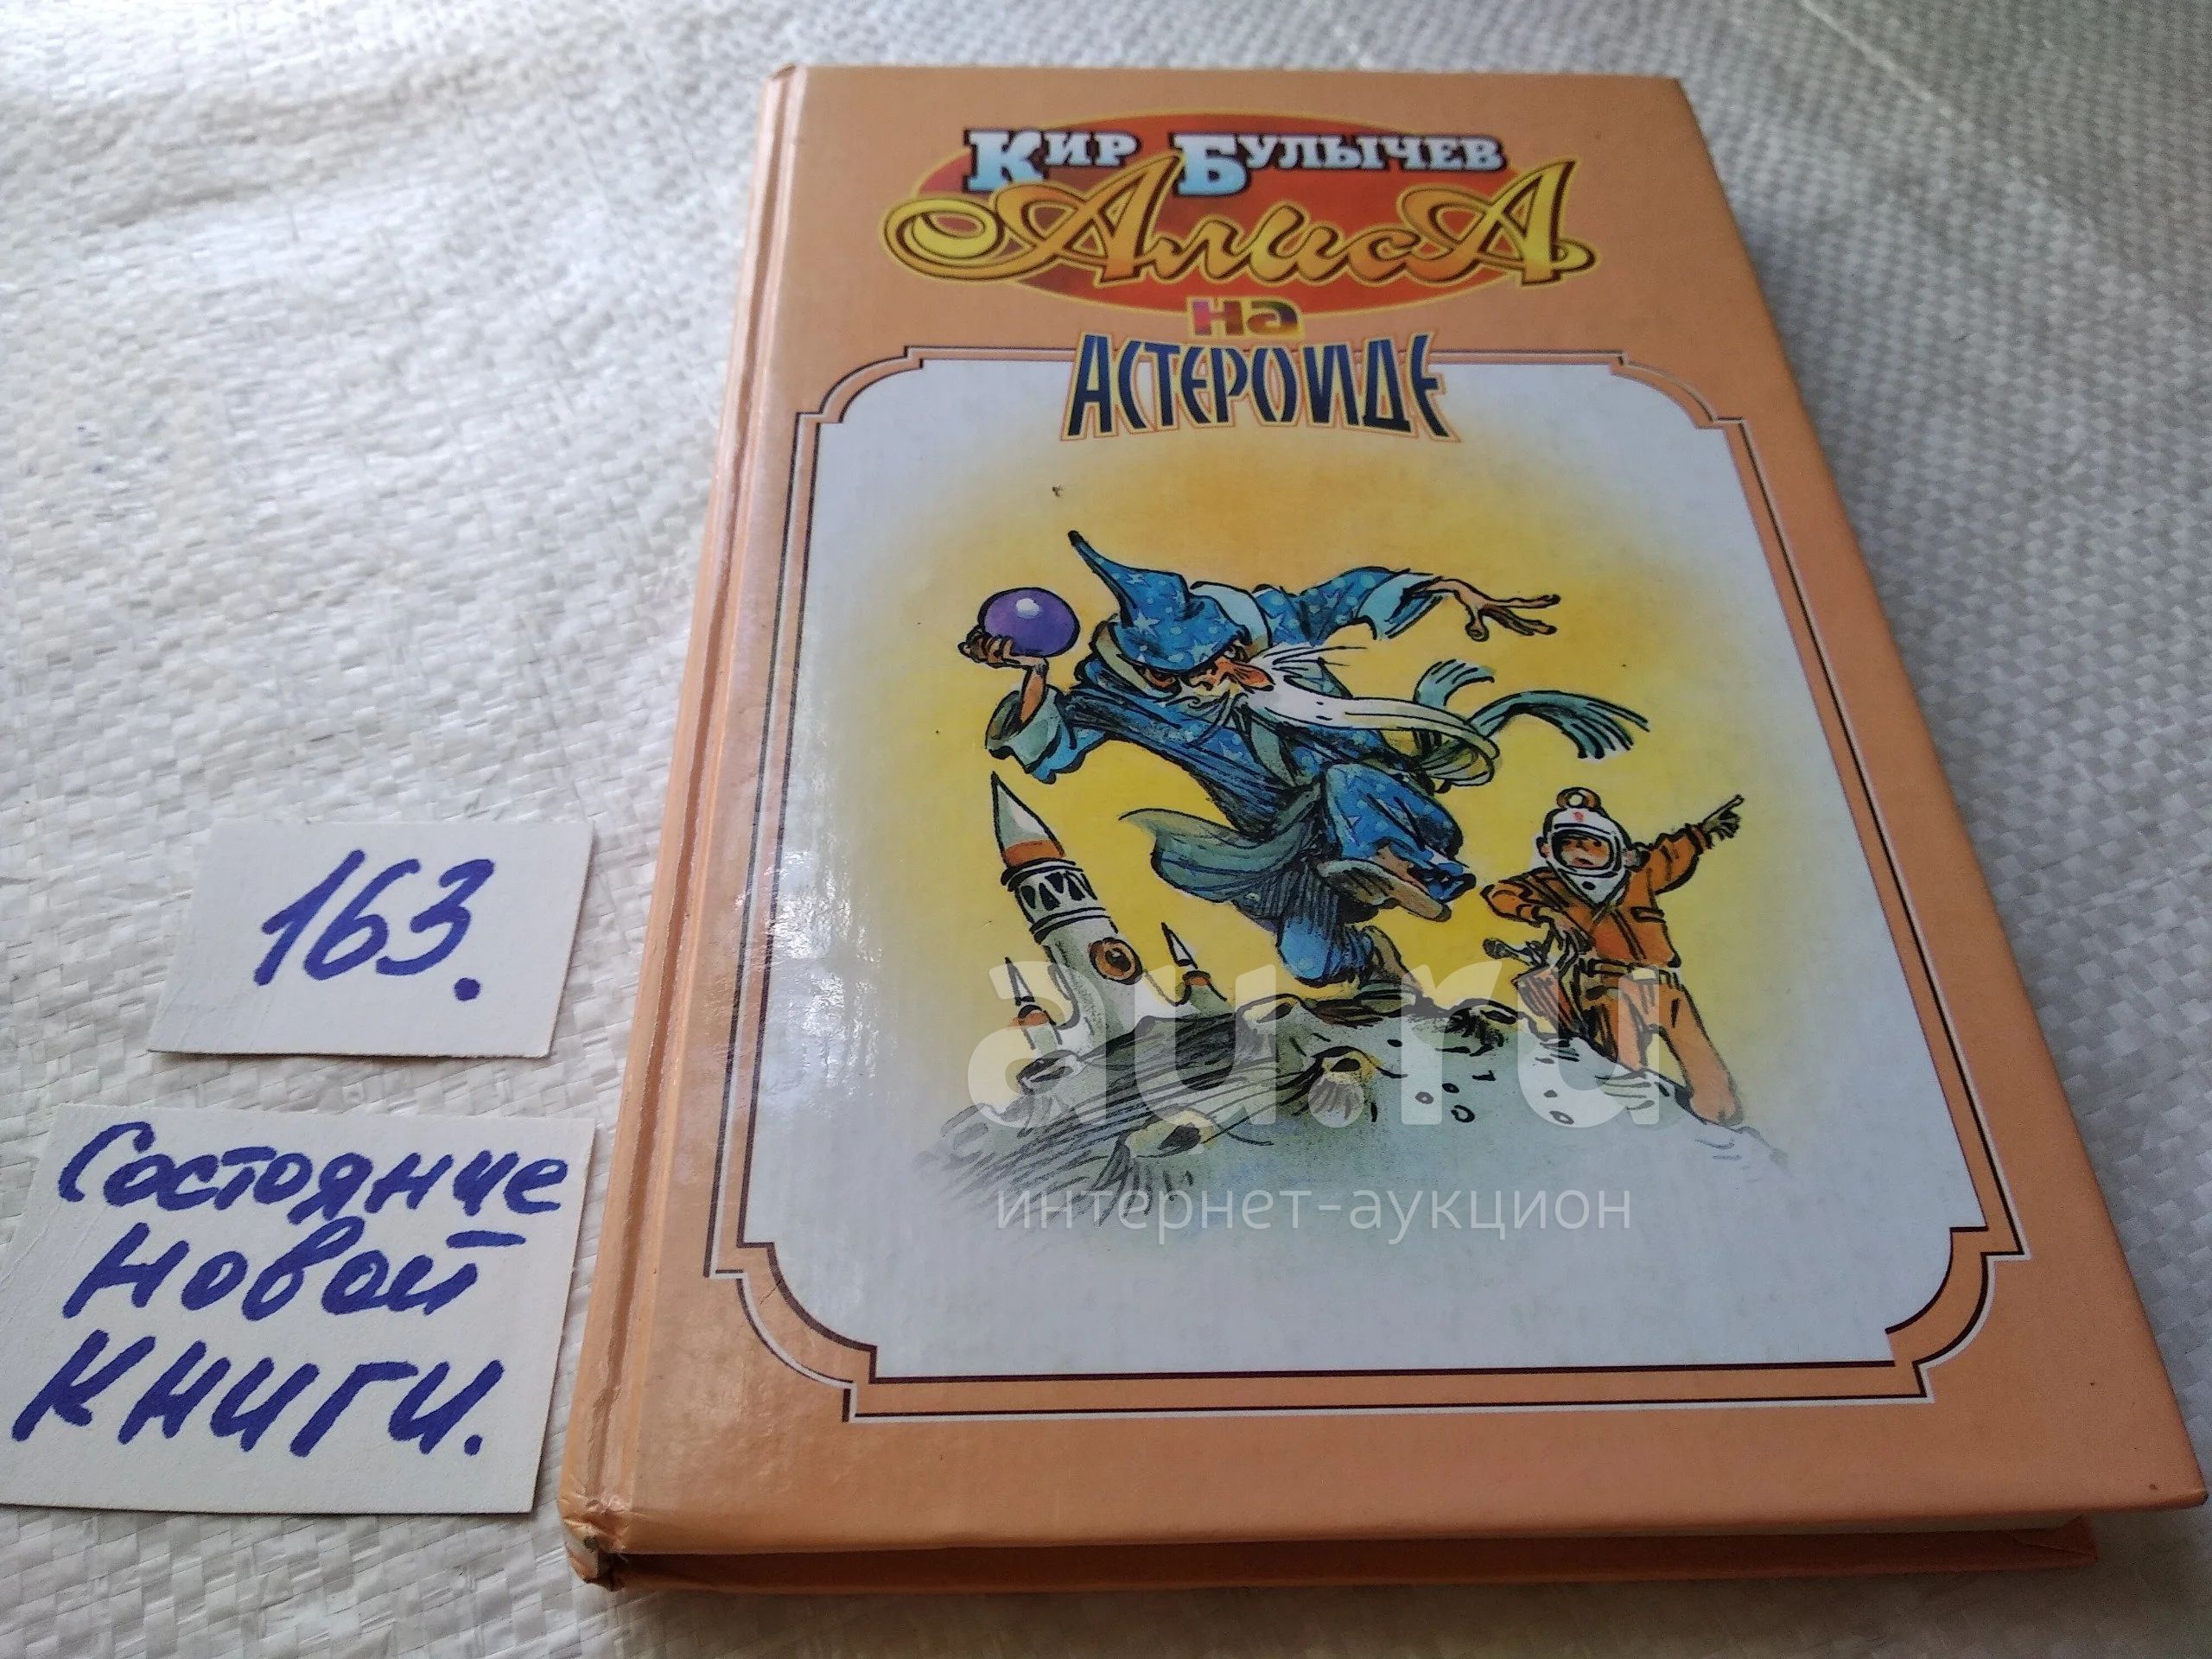 Кир Булычев
Алиса
на
АСТЕРОИДЕ
163.
Состояние
новой
книги.
au.ru
интернет-аукцион